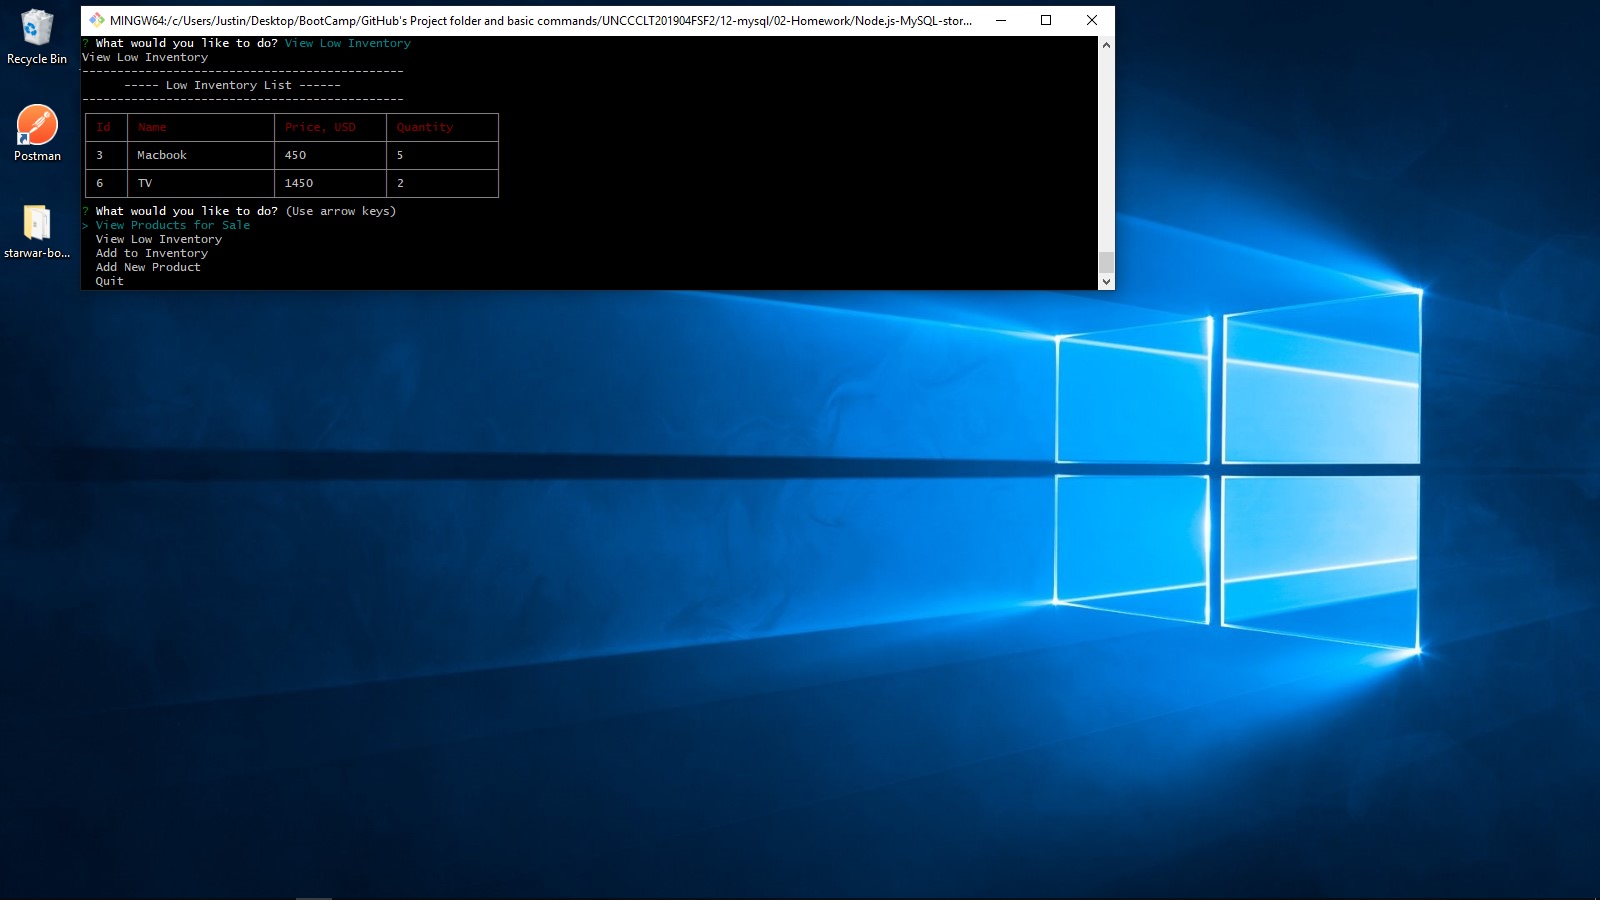 Recycle Bin
Postman
starwar-bo...
MINGW64:/c/Users/Justin/Desktop/BootCamp/GitHub's Project folder and basic commands/UNCCCLT201904FSF2/12-mysql/02-Homework/Node.js-MySQL-stor...
? What would you like to do? View Low Inventory
View Low Inventory
----------------------------------------------
----- Low Inventory List ------
----------------------------------------------
Id Name Price, USD Quantity
3 Macbook 450 5
6 TV 1450 2
? What would you like to do? (Use arrow keys)
> View Products for Sale
View Low Inventory
Add to Inventory
Add New Product
Quit